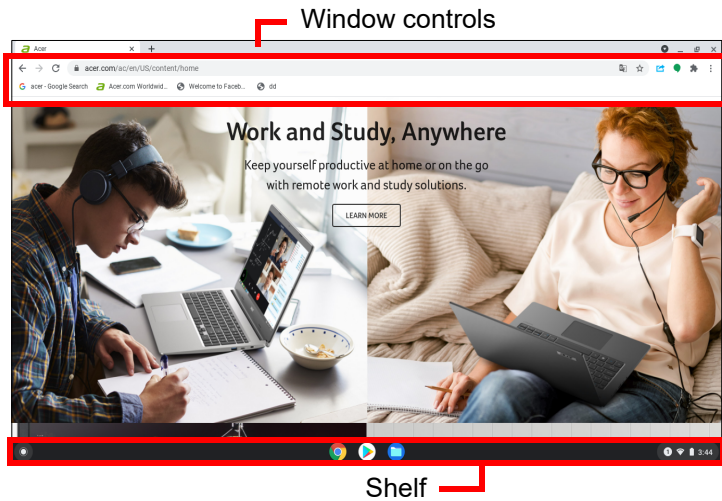 Window controls
Acer
acer.com/ac/en/US/content/home
acer - Google Search Acer.com Worldwid... Welcome to Faceb... dd
Work and Study, Anywhere
Keep yourself productive at home or on the go
with remote work and study solutions.
LEARN MORE
1 3:44
Shelf